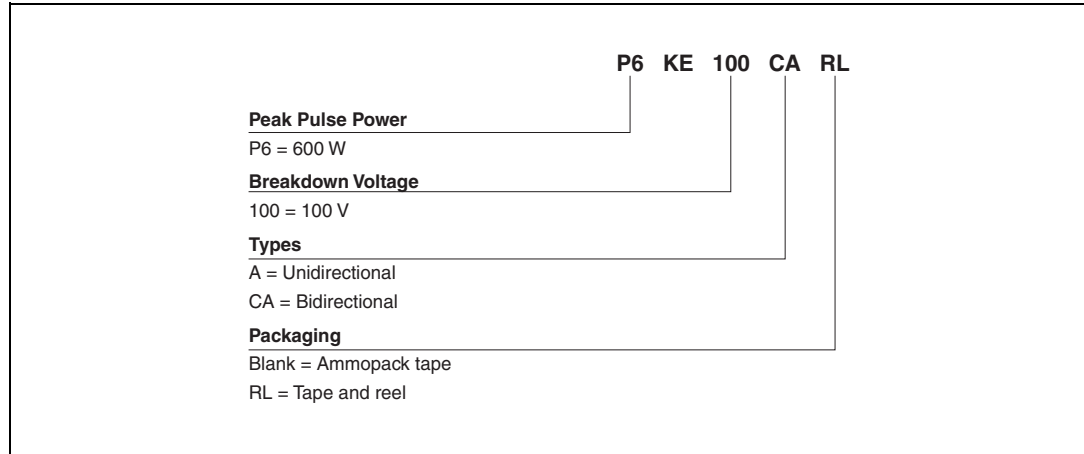 P6 KE 100 CA RL
Peak Pulse Power
P6 = 600 W
Breakdown Voltage
100 = 100 V
Types
A = Unidirectional
CA = Bidirectional
Packaging
Blank = Ammopack tape
RL = Tape and reel